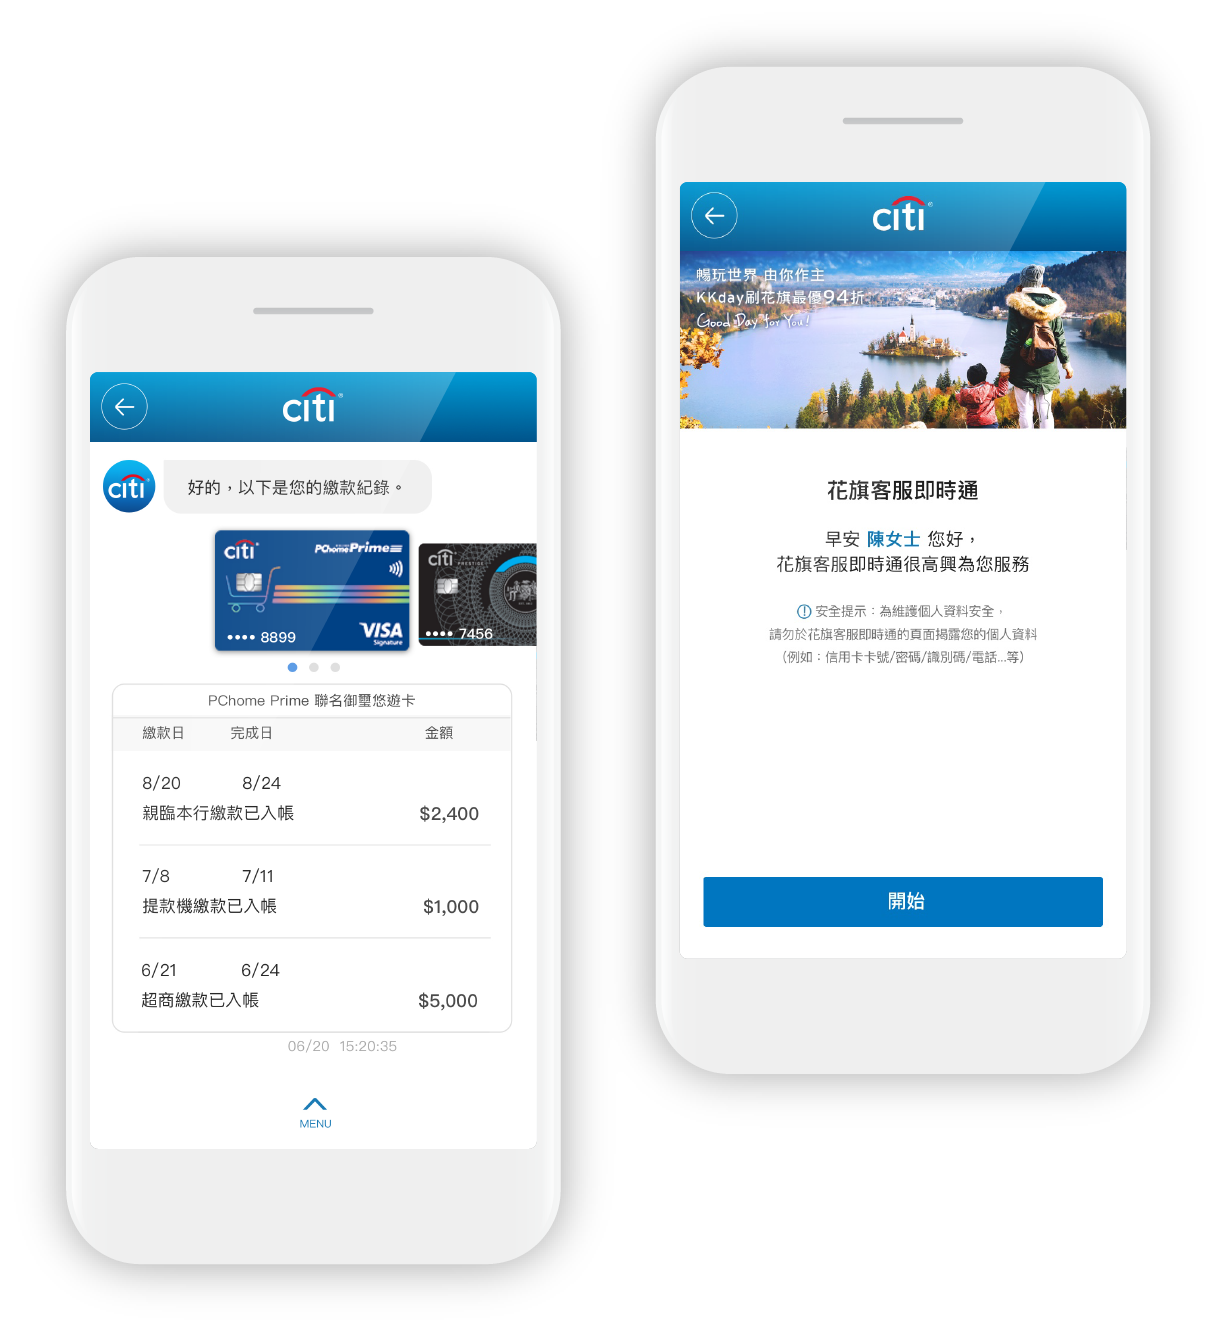 citi
好的，以下是您的繳款紀錄。
citi
citi
PChomePrime
•••• 8899
VISA
Signature
citi
PRESTIGE
•••• 7456
PChome Prime 聯名御璽悠遊卡
繳款日 完成日 金額
8/20 8/24
親臨本行繳款已入帳 $2,400
7/8 7/11
提款機繳款已入帳 $1,000
6/21 6/24
超商繳款已入帳 $5,000
06/20 15:20:35
MENU
citi
暢玩世界 由你作主
KKday刷花旗最優94折
Good Day for You!
花旗客服即時通
早安 陳女士 您好，
花旗客服即時通很高興為您服務
安全提示：為維護個人資料安全，
請勿於花旗客服即時通的頁面揭露您的個人資料
（例如：信用卡卡號/密碼/識別碼/電話...等）
開始